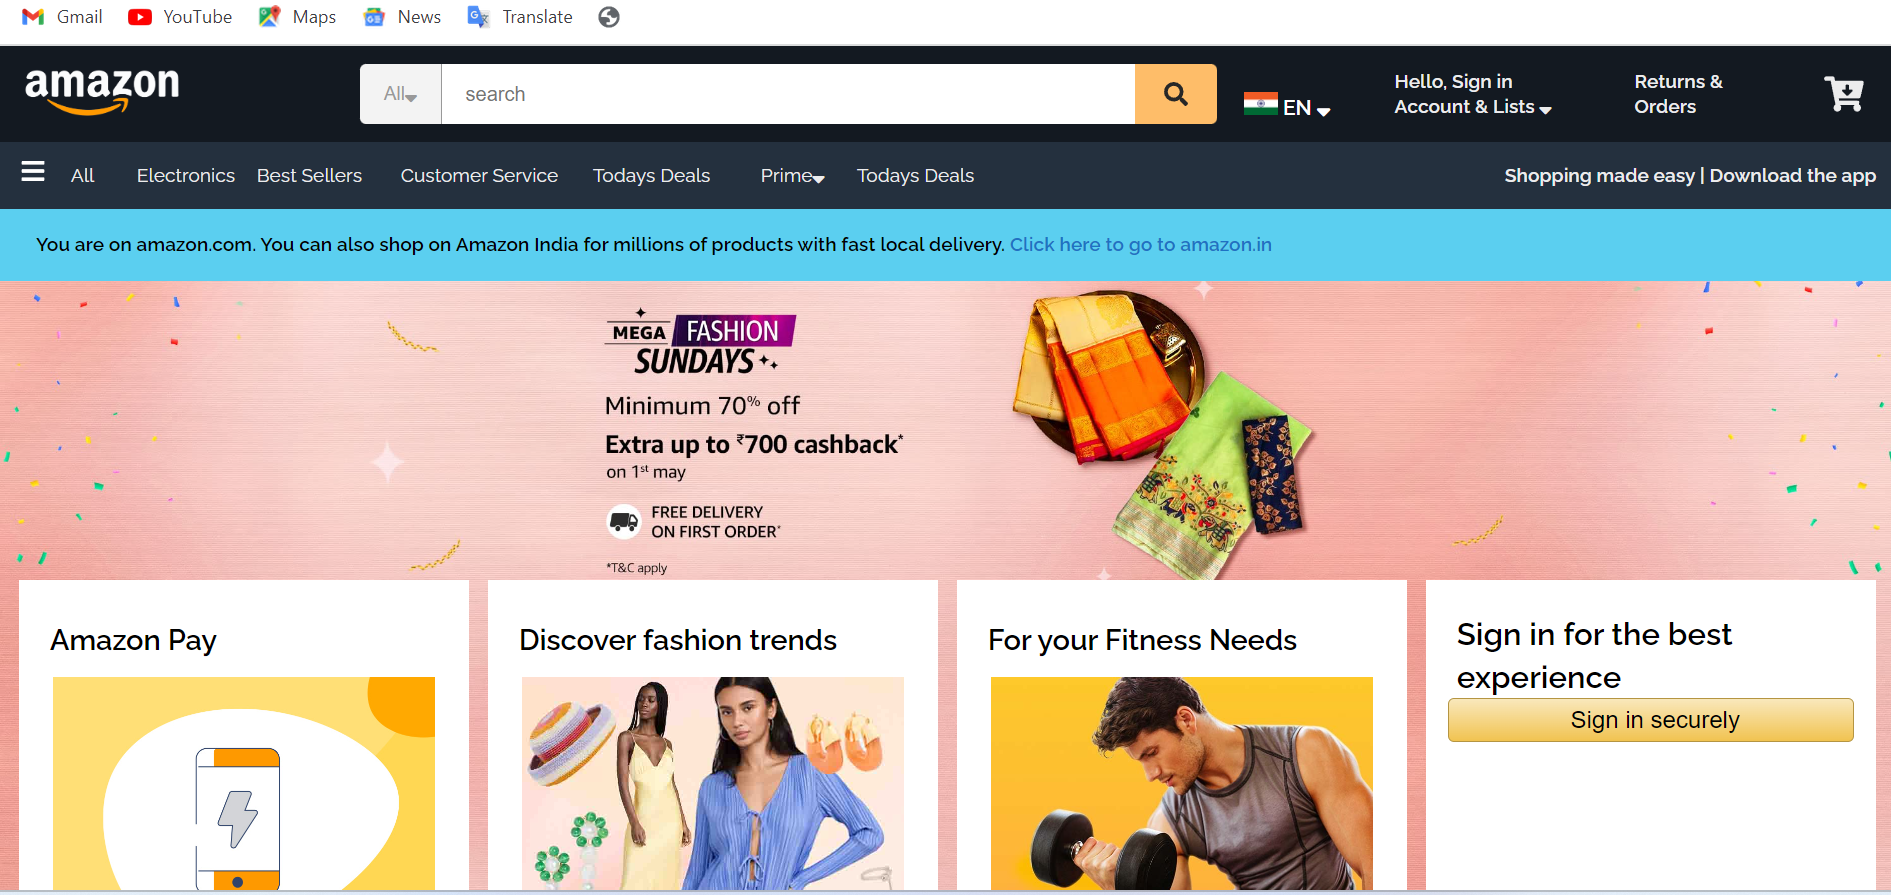 Gmail YouTube Maps News Translate
amazon
All search
EN
Hello, Sign in
Account & Lists
Returns &
Orders
All Electronics Best Sellers Customer Service Todays Deals Prime Todays Deals Shopping made easy | Download the app
You are on amazon.com. You can also shop on Amazon India for millions of products with fast local delivery. Click here to go to amazon.in
MEGA FASHION
SUNDAYS
Minimum 70% off
Extra up to ₹700 cashback*
on 1st may
FREE DELIVERY
ON FIRST ORDER*
*T&C apply
Amazon Pay
Discover fashion trends
For your Fitness Needs
Sign in for the best
experience
Sign in securely